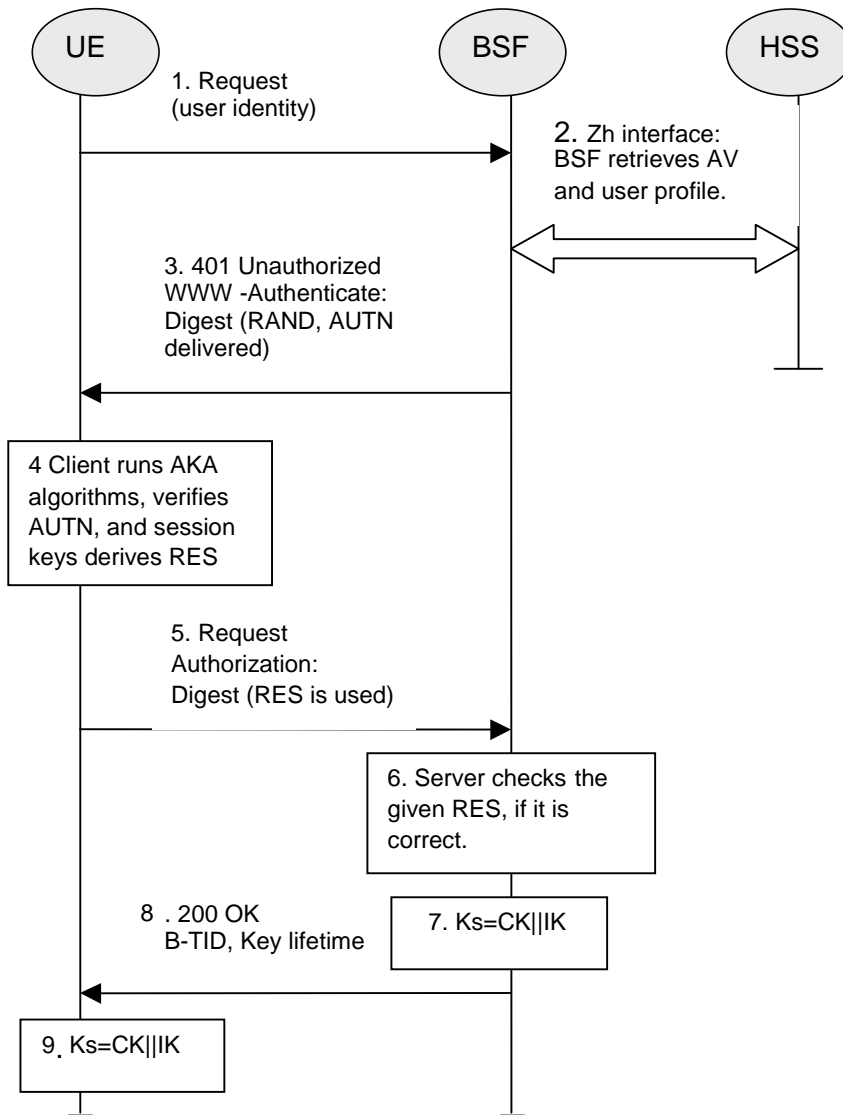 UE
BSF
HSS
1. Request
(user identity)
2. Zh interface:
BSF retrieves AV
and user profile.
3. 401 Unauthorized
WWW -Authenticate:
Digest (RAND, AUTN
delivered)
4 Client runs AKA
algorithms, verifies
AUTN, and session
keys derives RES
5. Request
Authorization:
Digest (RES is used)
6. Server checks the
given RES, if it is
correct.
7. Ks=CK||IK
8 . 200 OK
B-TID, Key lifetime
9. Ks=CK||IK